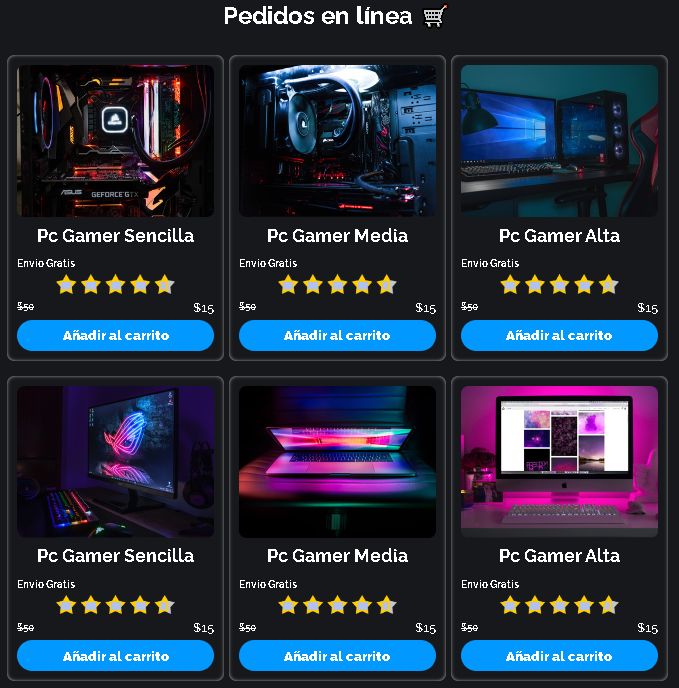 Pedidos en línea
ASUS GEFORCE GTX
Pc Gamer Sencilla
Envio Gratis
$50 $15
Añadir al carrito
Pc Gamer Media
Envio Gratis
$50 $15
Añadir al carrito
Pc Gamer Alta
Envio Gratis
$50 $15
Añadir al carrito
Pc Gamer Sencilla
Envio Gratis
$50 $15
Añadir al carrito
Pc Gamer Media
Envio Gratis
$50 $15
Añadir al carrito
Pc Gamer Alta
Envio Gratis
$50 $15
Añadir al carrito